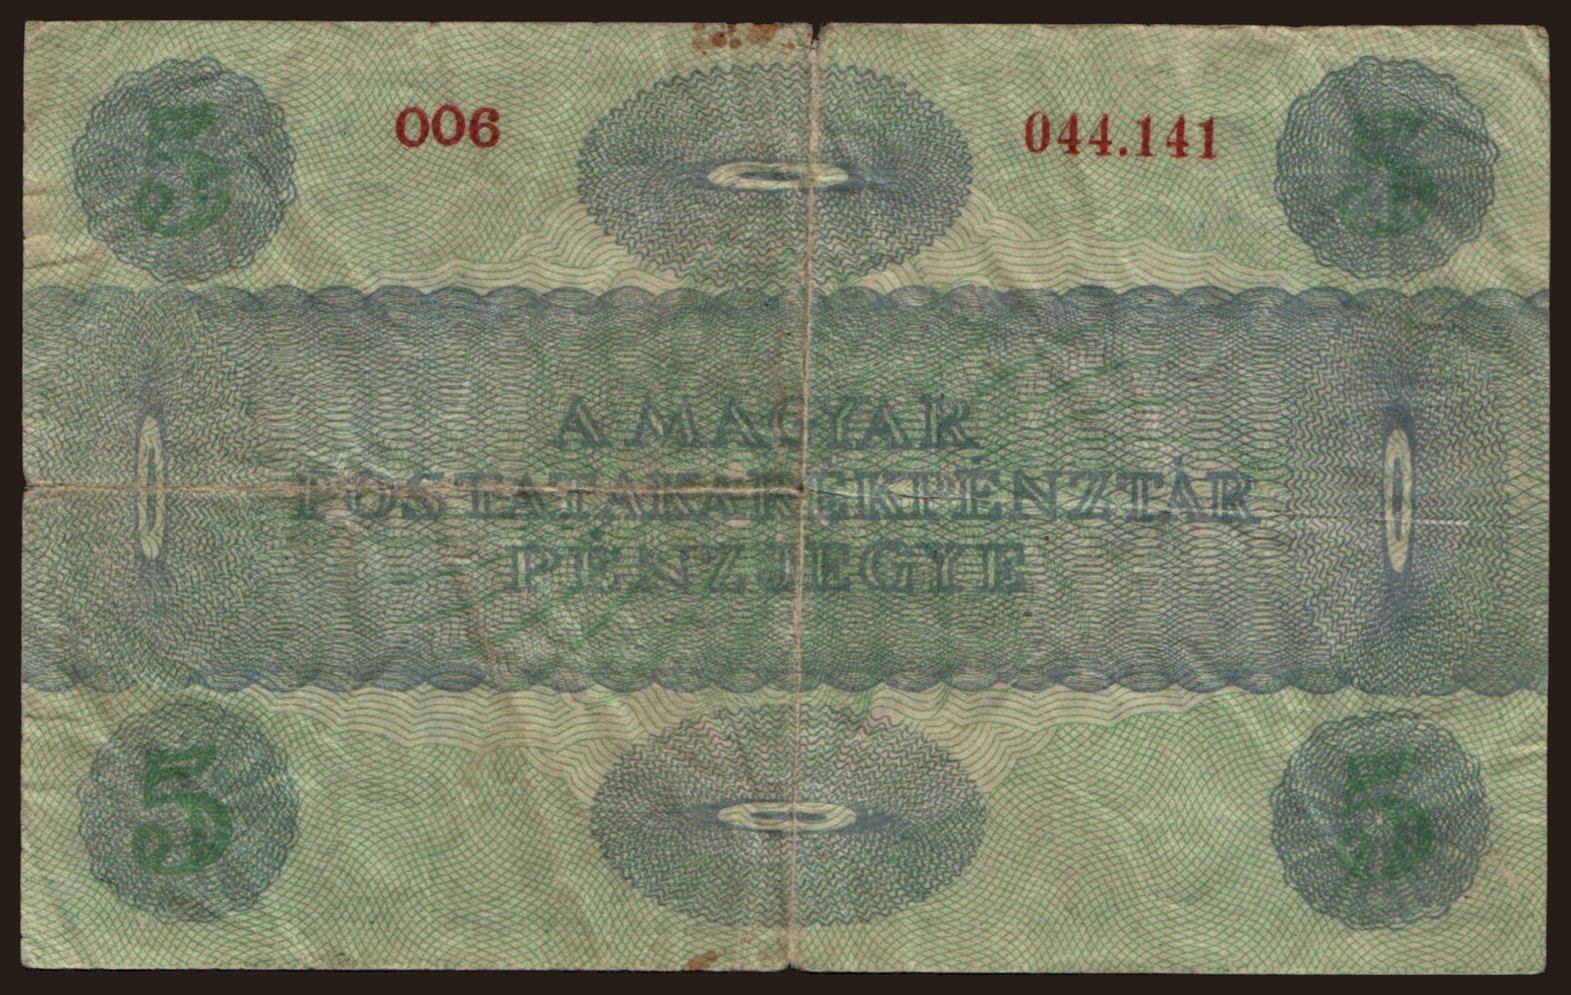 5 006 044.141 5
A MAGYAR
POSTATAKARÉKPÉNZTÁR
PÉNZJEGYE
5 5